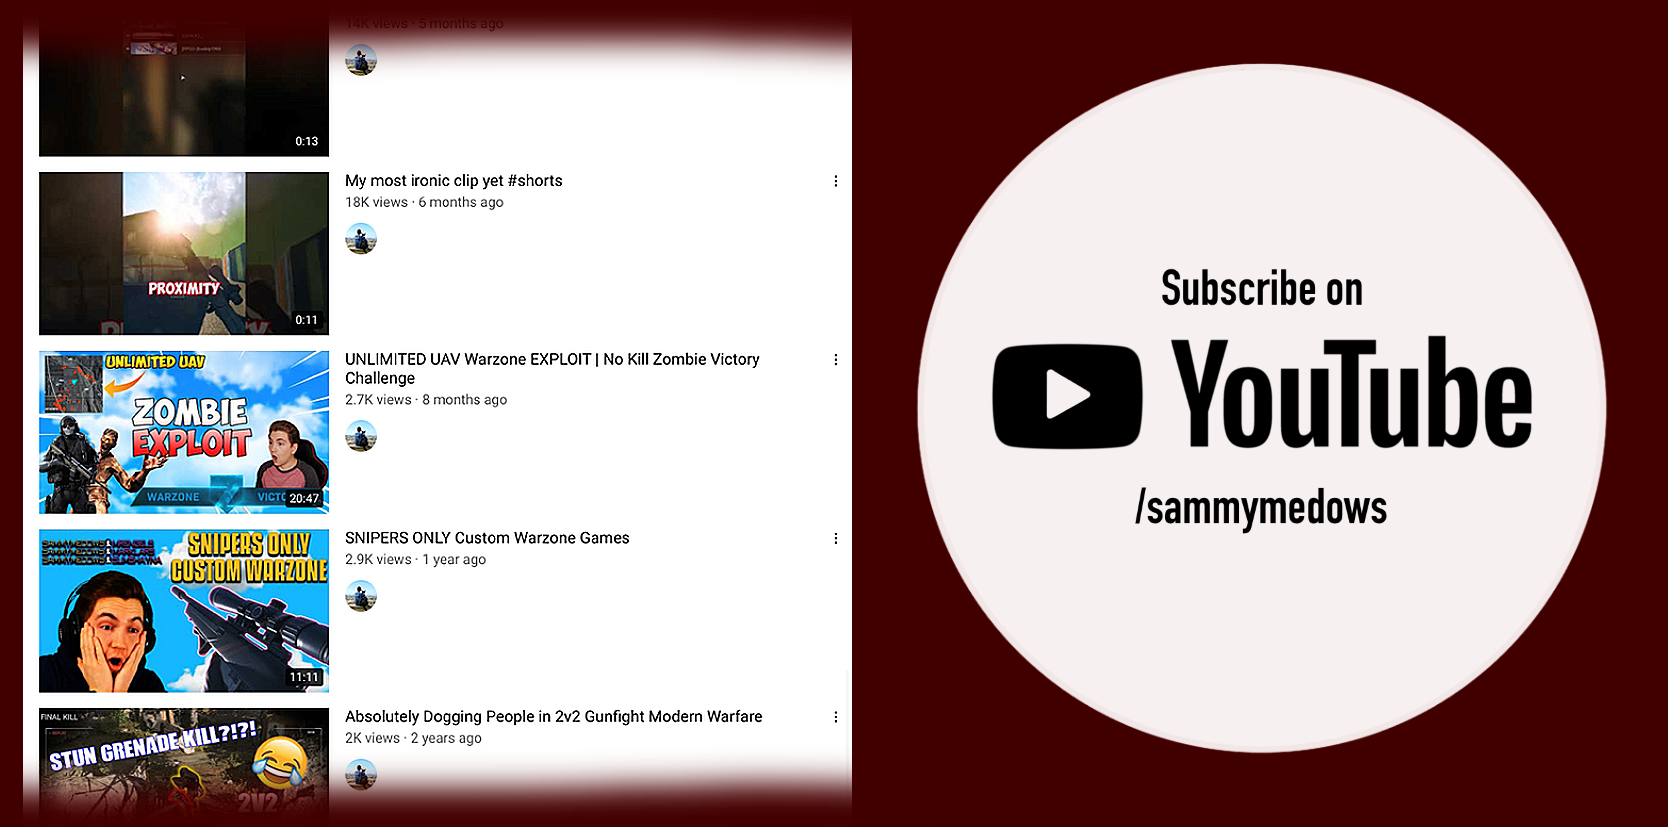 14K views · 5 months ago
0:13
My most ironic clip yet #shorts
18K views · 6 months ago
PROXIMITY
0:11
UNLIMITED UAV
ZOMBIE
EXPLOIT
WARZONE
20:47
UNLIMITED UAV Warzone EXPLOIT | No Kill Zombie Victory
Challenge
2.7K views · 8 months ago
SNIPERS ONLY
CUSTOM WARZONE
11:11
SNIPERS ONLY Custom Warzone Games
2.9K views · 1 year ago
FINAL KILL
STUN GRENADE KILL?!?!
2V2
Absolutely Dogging People in 2v2 Gunfight Modern Warfare
2K views · 2 years ago
Subscribe on
YouTube
/sammymedows